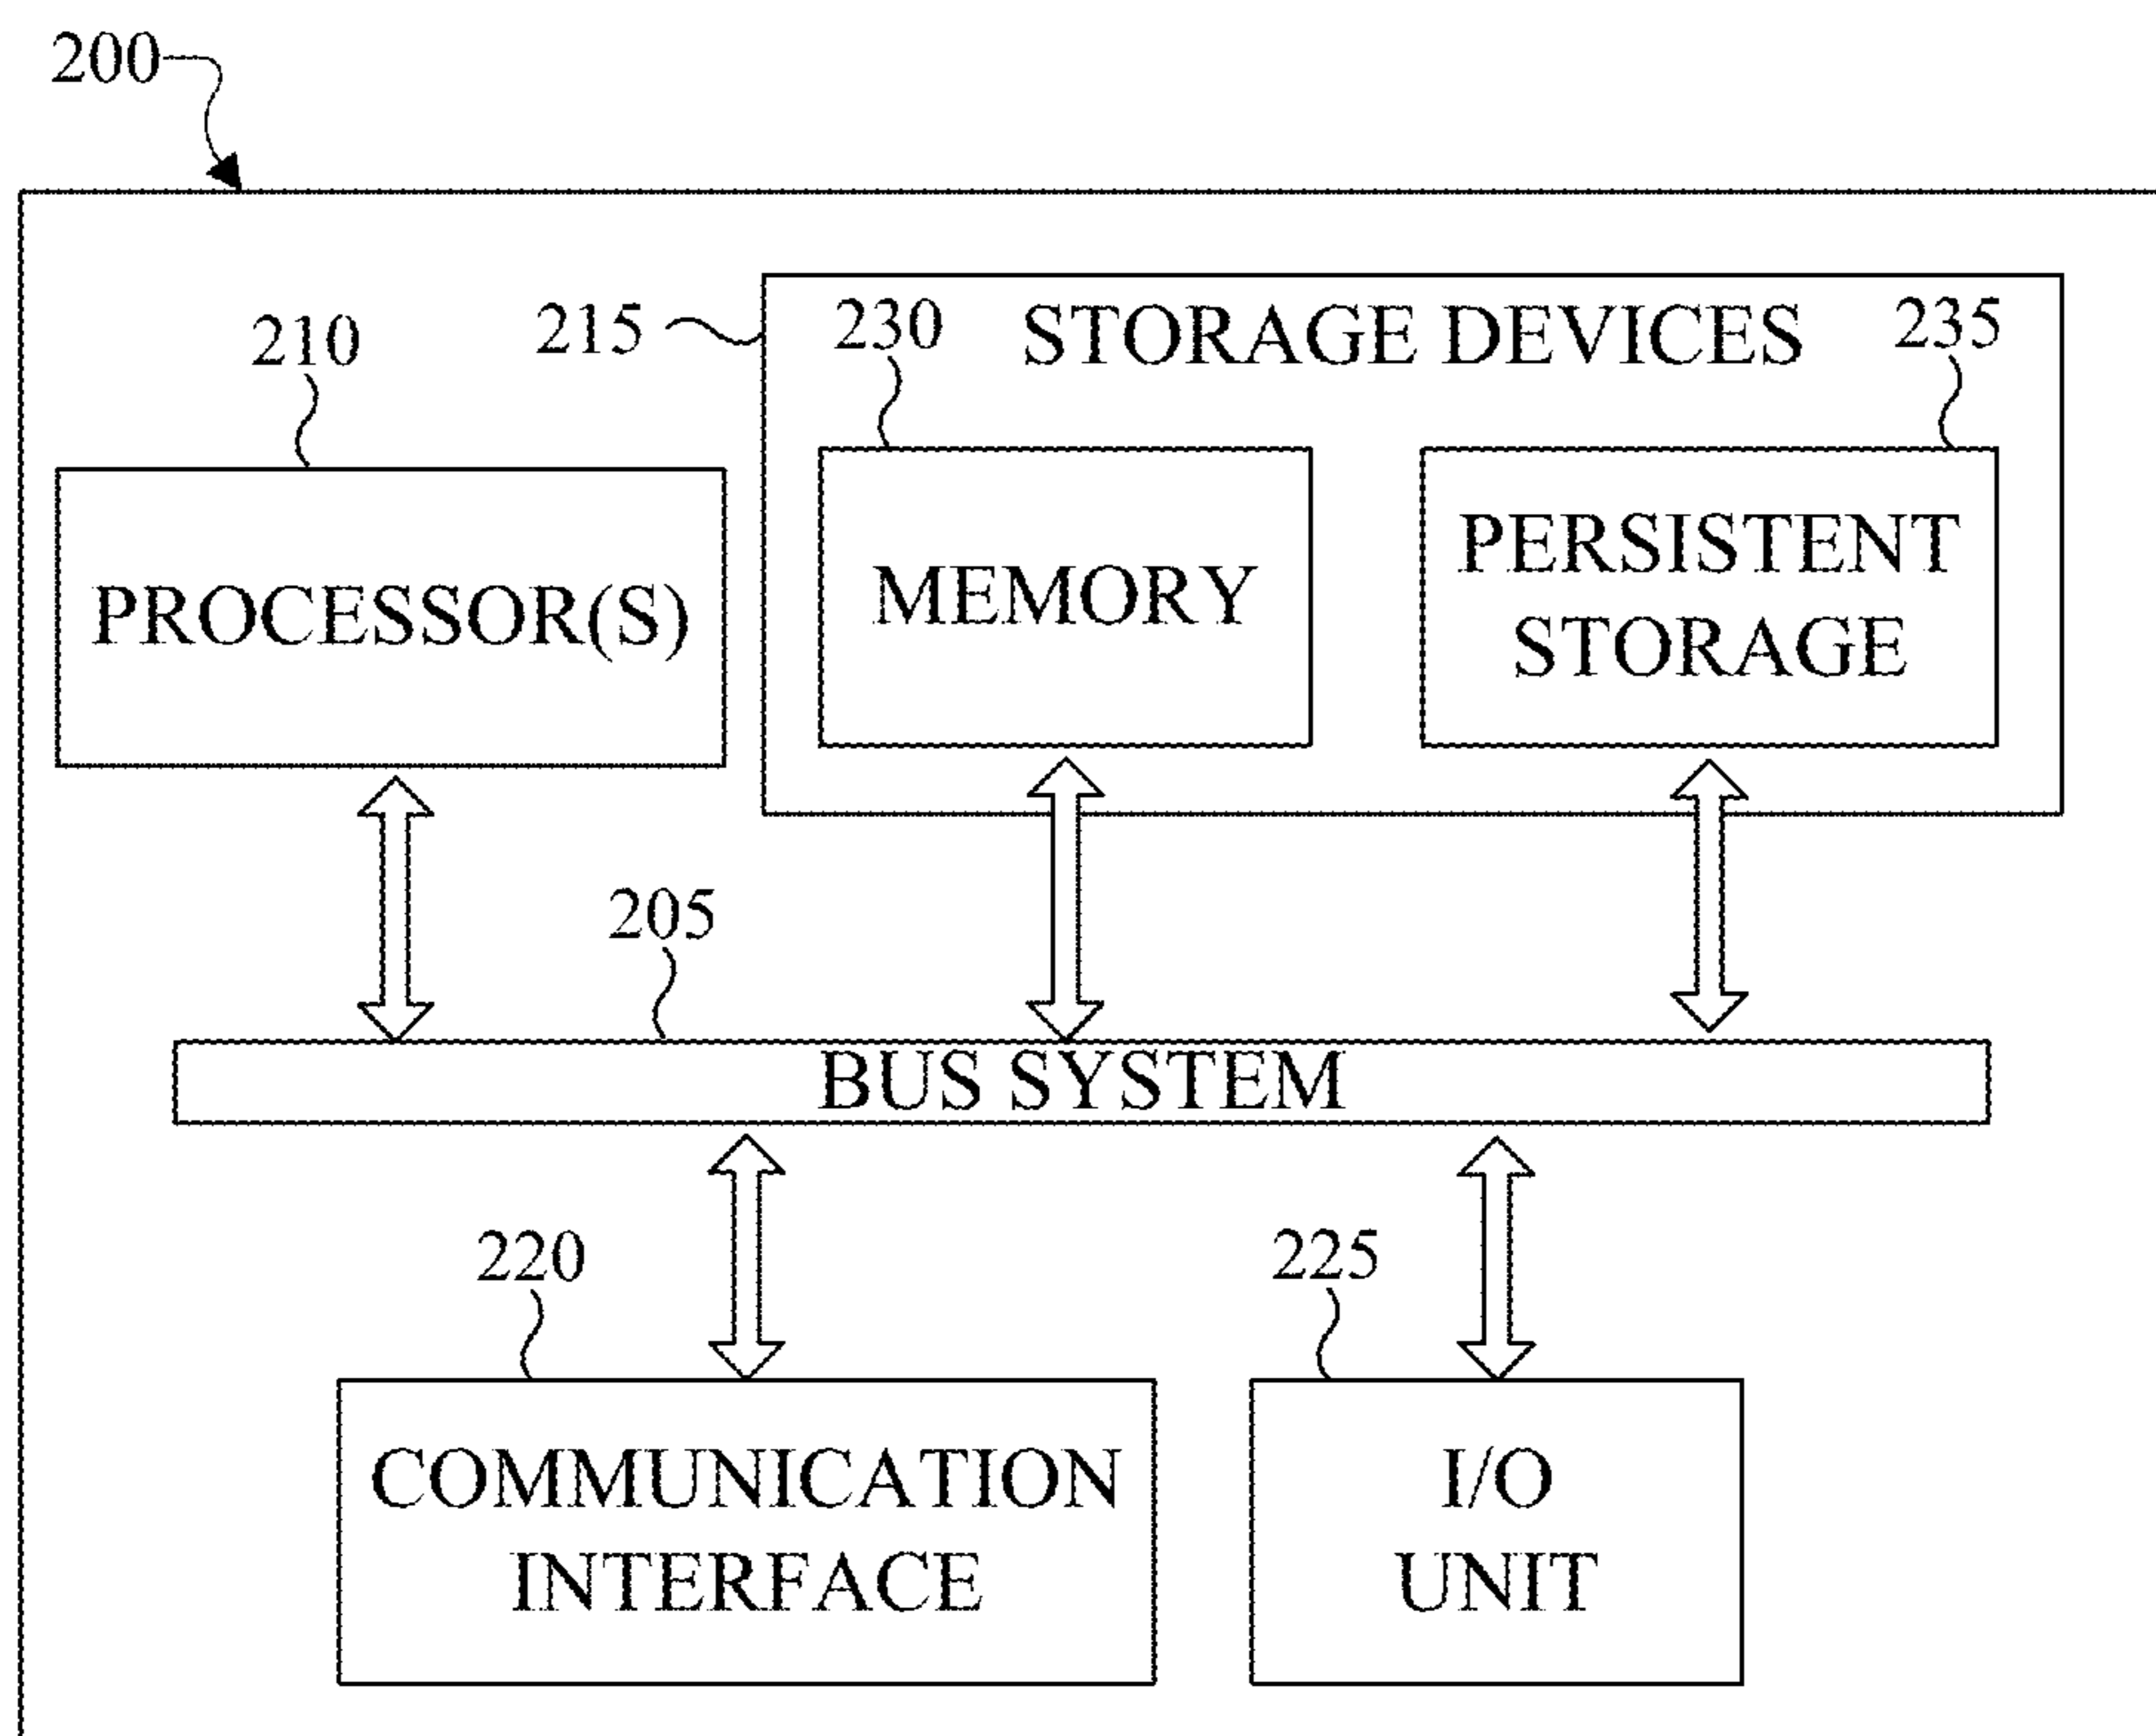 200
210
215
230
STORAGE DEVICES
235
PROCESSOR(S)
MEMORY
PERSISTENT
STORAGE
205
BUS SYSTEM
220
225
COMMUNICATION
INTERFACE
I/O
UNIT